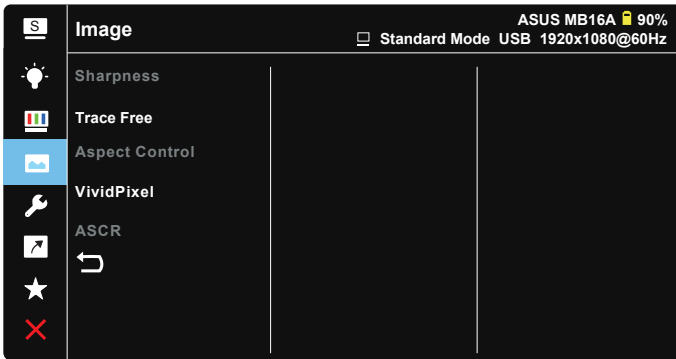 S
Image
ASUS MB16A 90%
Standard Mode USB 1920x1080@60Hz
Sharpness
Trace Free
Aspect Control
VividPixel
ASCR